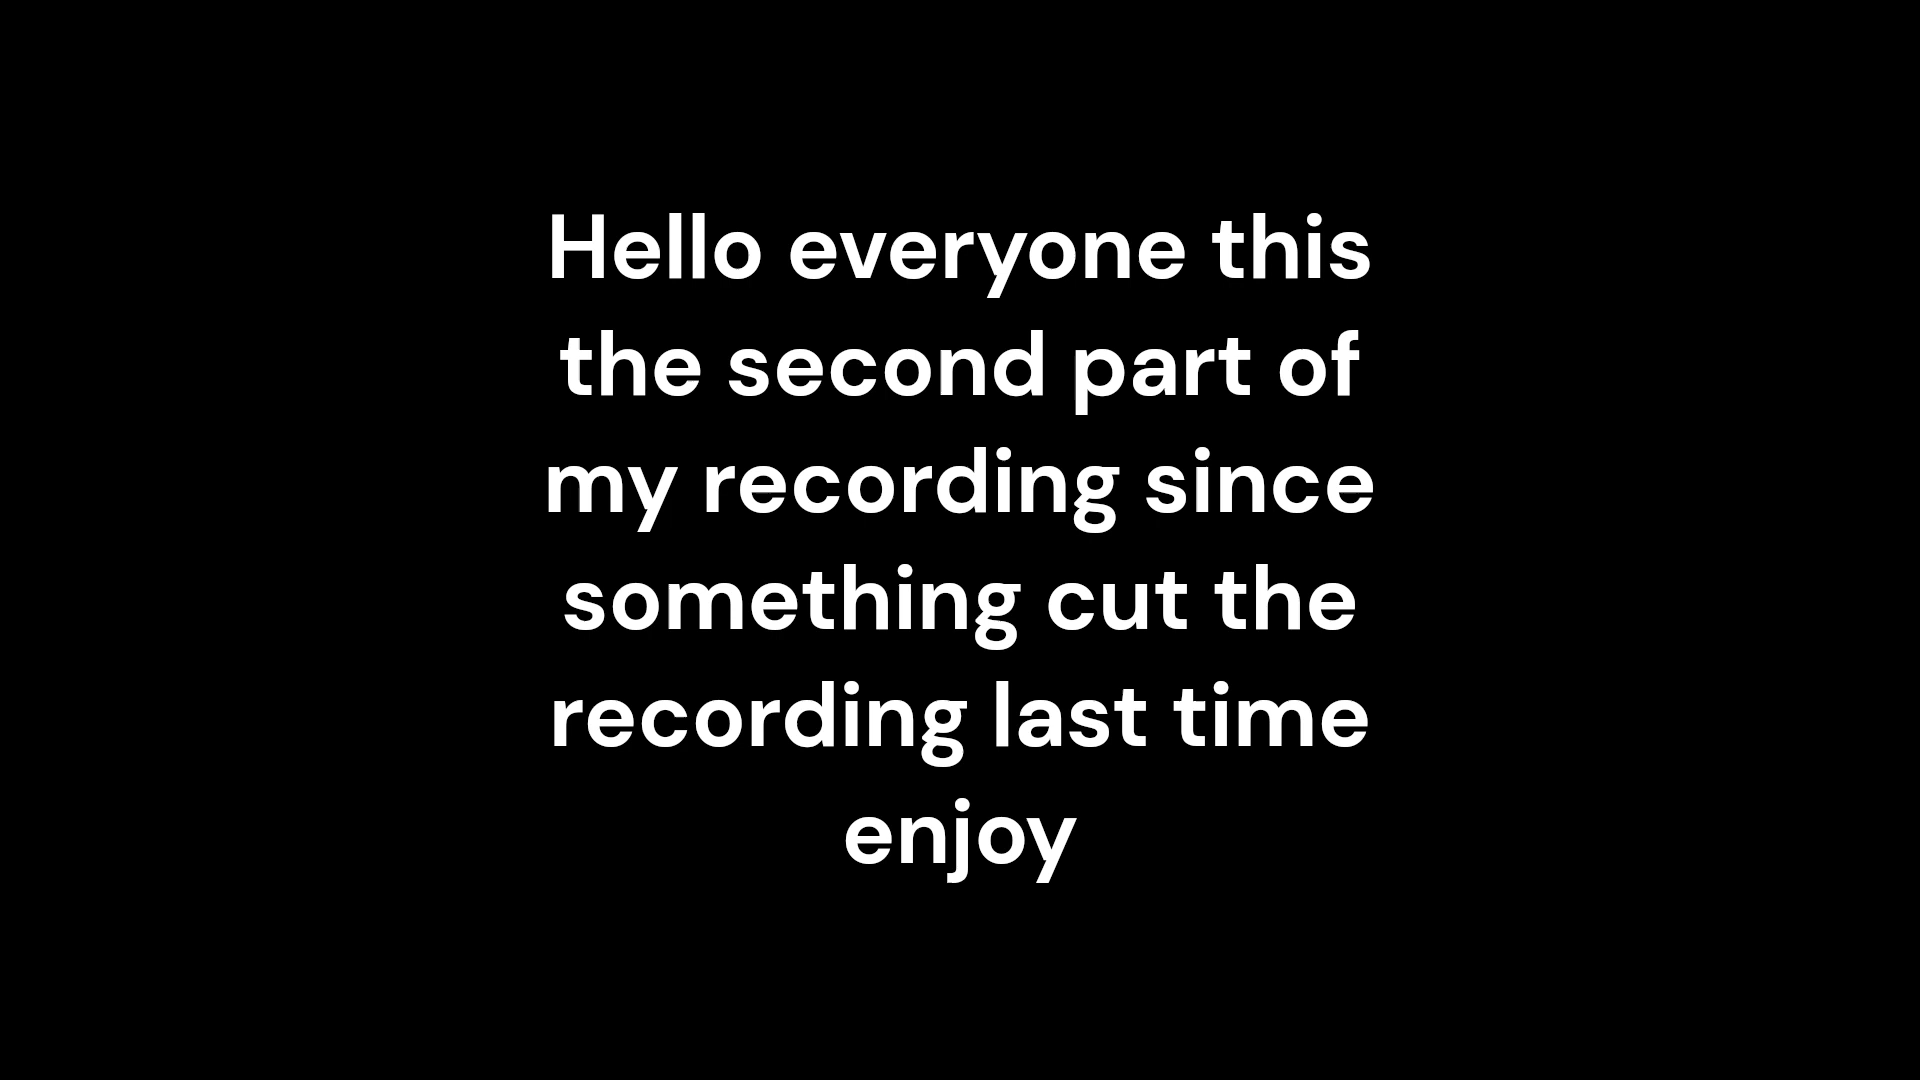 Hello everyone this
the second part of
my recording since
something cut the
recording last time
enjoy